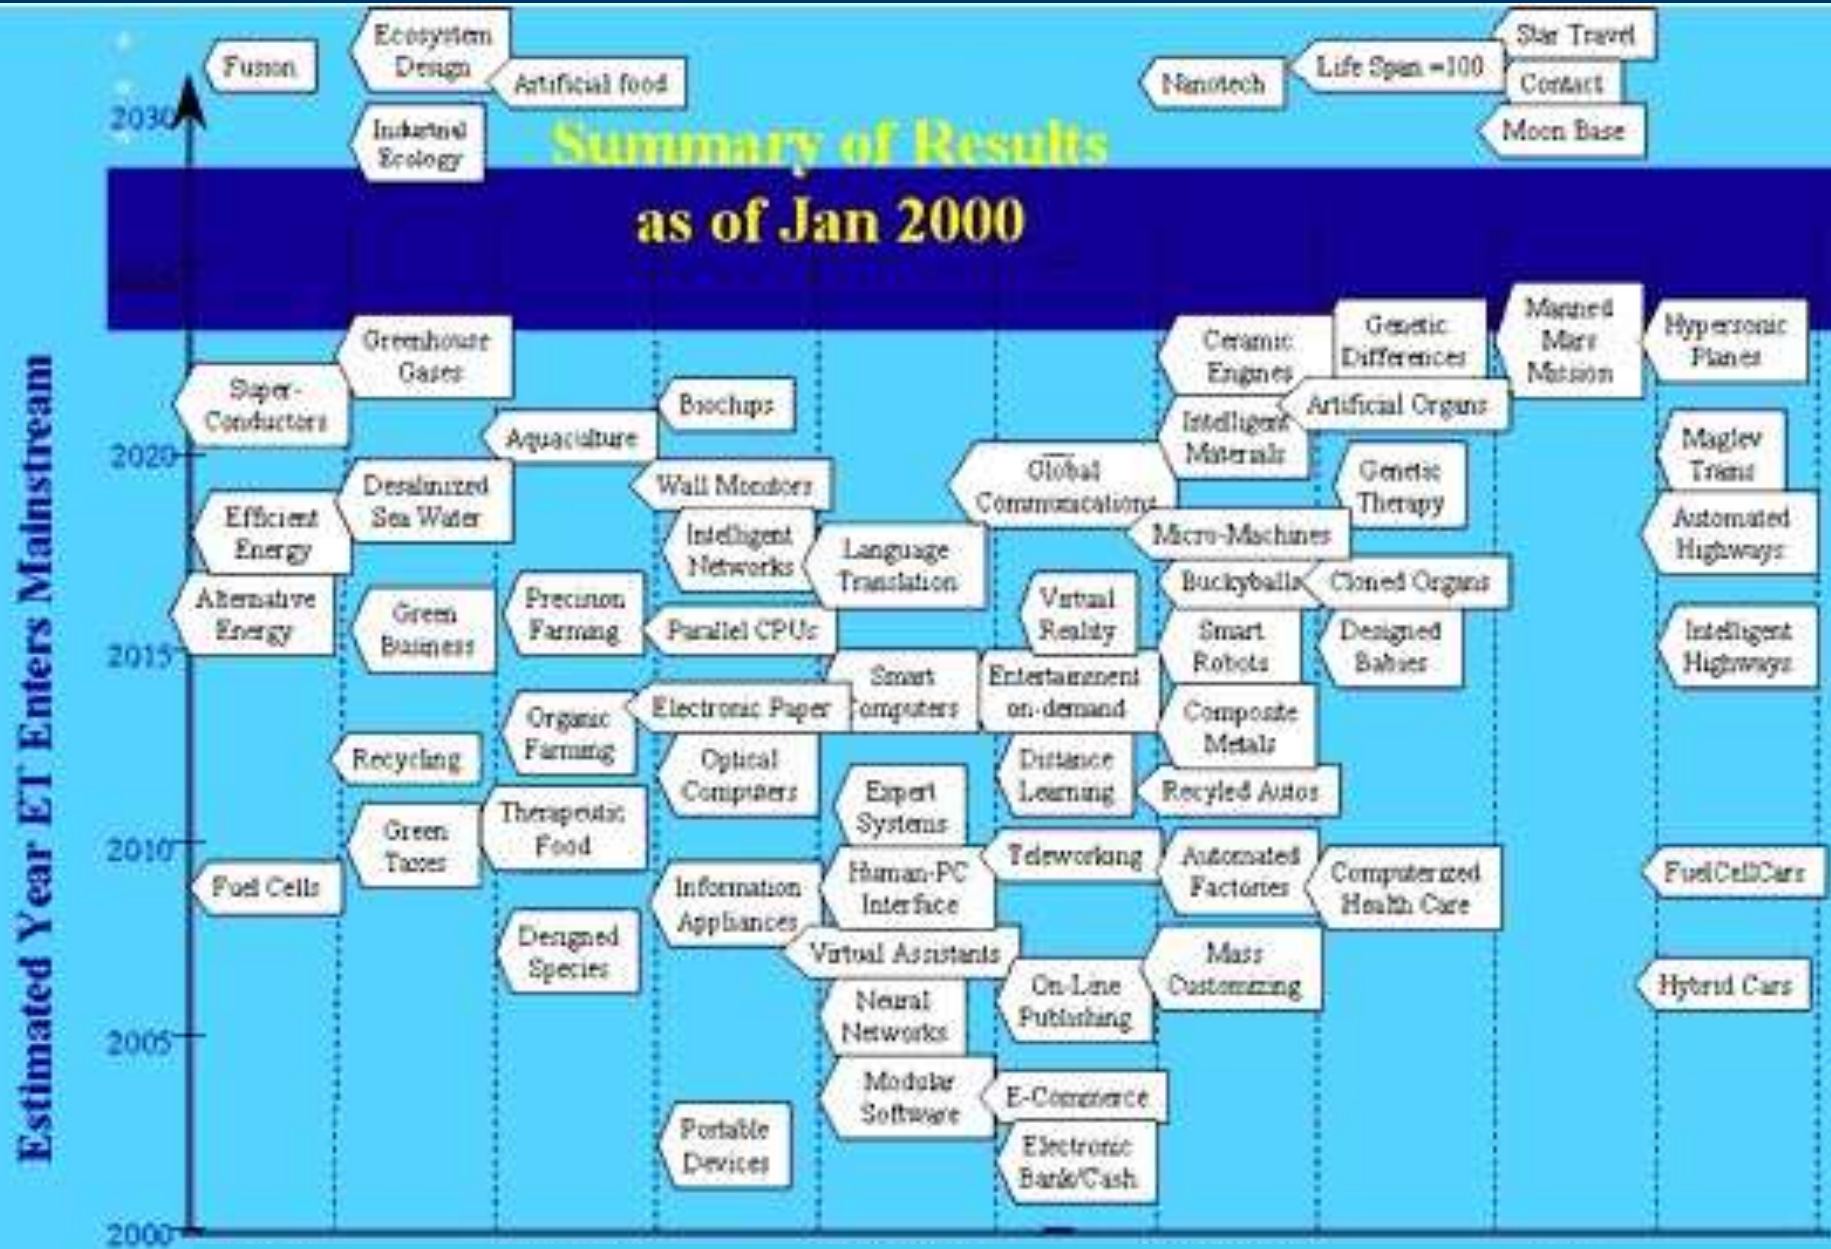 Fusion
Ecosystem
Design
Artificial food
Industrial
Ecology
Nanotech
Life Span =100
Star Travel
Contact
Moon Base
2030
Summary of Results
as of Jan 2000
Estimated Year ET Enters Mainstream
Greenhouse
Gases
Super-
Conductors
Aquaculture
Biochips
Ceramic
Engines
Genetic
Differences
Manned
Mars
Mission
Hypersonic
Planes
Artificial Organs
Intelligent
Materials
Maglev
Trains
2020
Desalinized
Sea Water
Wall Monitors
Global
Communications
Genetic
Therapy
Efficient
Energy
Intelligent
Networks
Language
Translation
Micro-Machines
Automated
Highways
Buckyballs
Cloned Organs
Alternative
Energy
Green
Business
Precision
Farming
Parallel CPUs
Virtual
Reality
Smart
Robots
Designed
Babies
Intelligent
Highways
2015
Organic
Farming
Electronic Paper
Smart
omputers
Entertainment
on-demand
Composite
Metals
Recycling
Optical
Computers
Distance
Learning
Recyled Autos
Expert
Systems
Green
Taxes
Therapeutic
Food
2010
Teleworking
Automated
Factories
Computerized
Health Care
FuelCellCars
Fuel Cells
Information
Appliances
Human-PC
Interface
Designed
Species
Virtual Assistants
Mass
Customizing
Neural
Networks
On-Line
Publishing
Hybrid Cars
2005
Modular
Software
E-Commerce
Portable
Devices
Electronic
Bank/Cash
2000